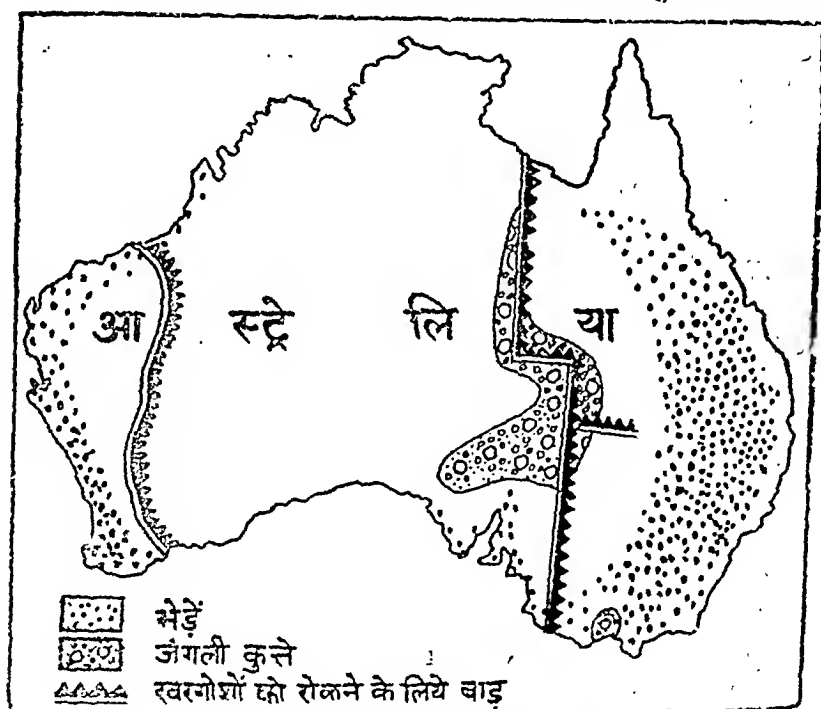 आ स्ट्रे लि या
भेड़ें
जंगली कुत्ते
खरगोशों को रोकने के लिये बाड़